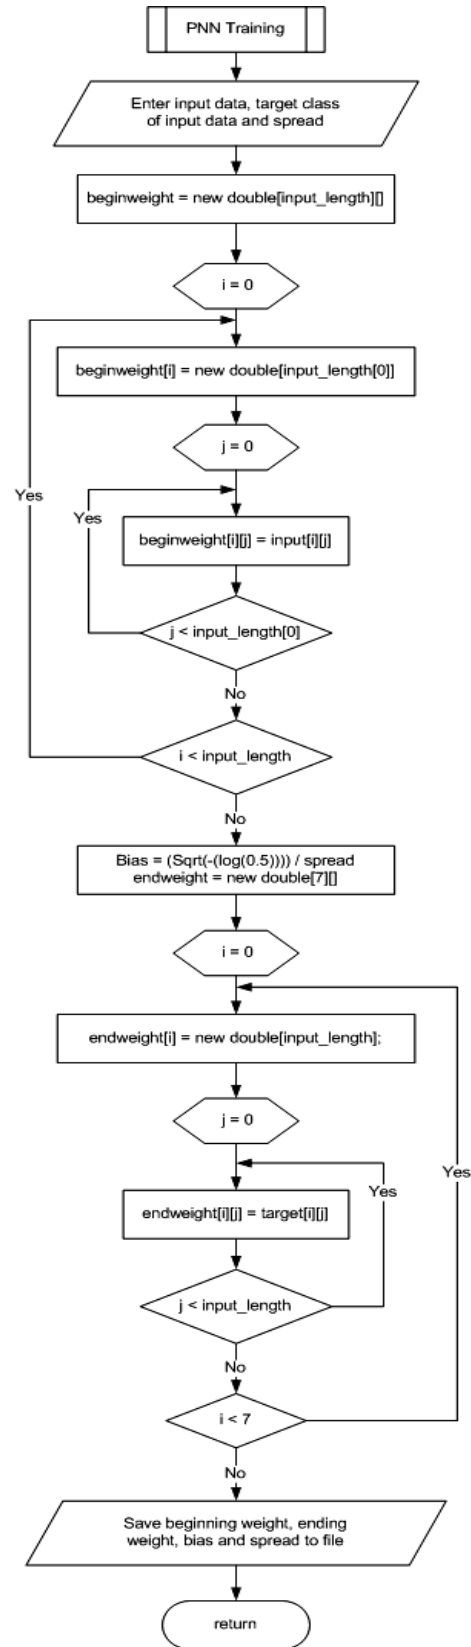 PNN Training
Enter input data, target class
of input data and spread
beginweight = new double[input_length][]
i = 0
beginweight[i] = new double[input_length[0]]
j = 0
Yes
Yes
beginweight[i][j] = input[i][j]
j < input_length[0]
No
i < input_length
No
Bias = (Sqrt(-(log(0.5)))) / spread
endweight = new double[7][]
i = 0
endweight[i] = new double[input_length];
j = 0
Yes
Yes
endweight[i][j] = target[i][j]
j < input_length
No
i < 7
No
Save beginning weight, ending
weight, bias and spread to file
return